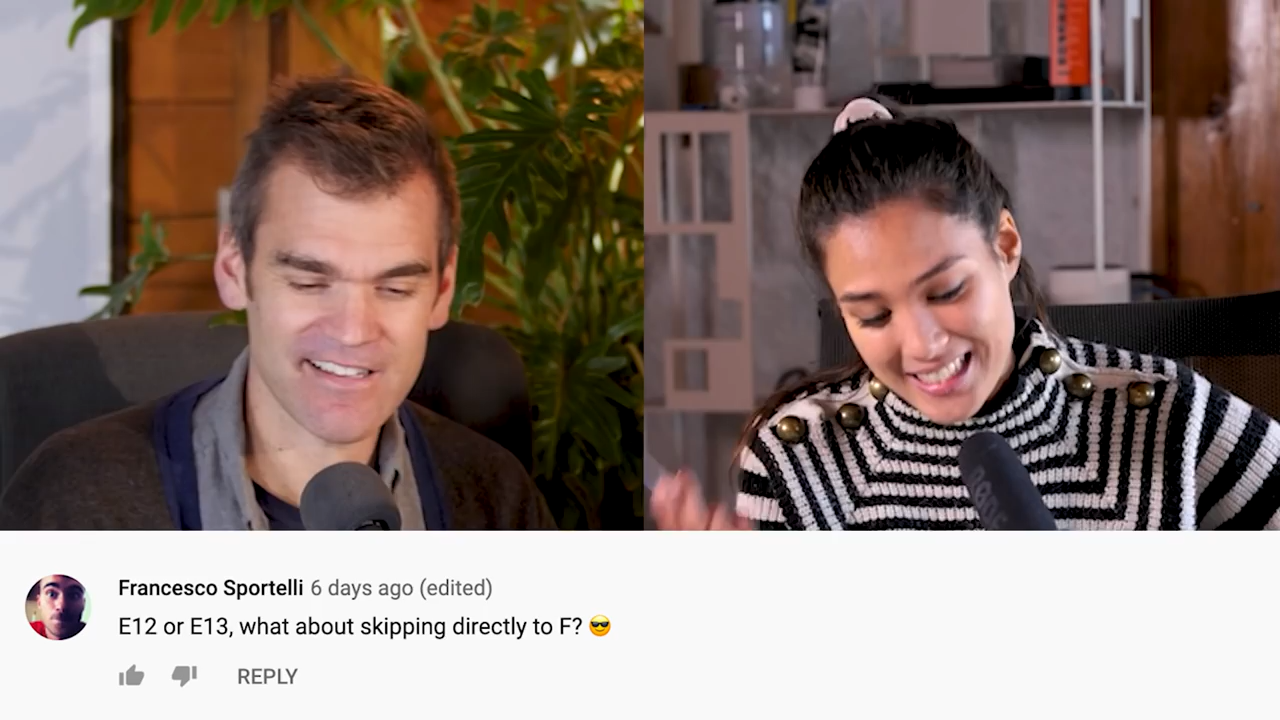 Francesco Sportelli 6 days ago (edited)
E12 or E13, what about skipping directly to F? 😎
REPLY